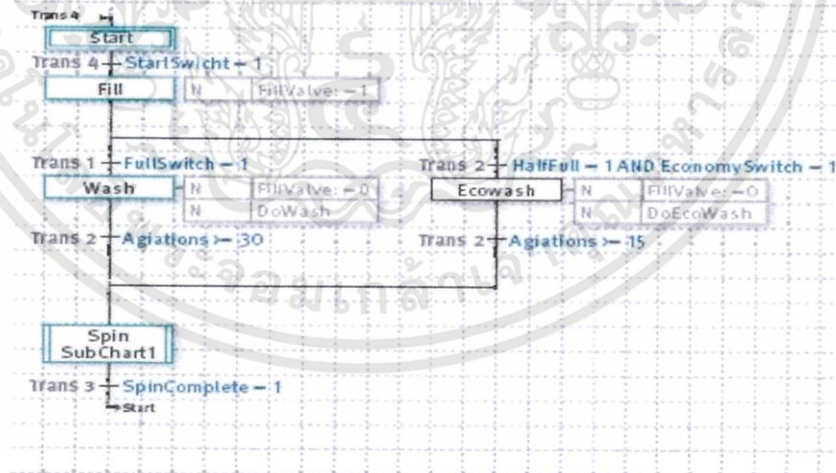 Trans 4
Start
Trans 4 StartSwicht = 1
Fill N FillValve: = 1
Trans 1 FullSwitch = 1 Trans 2 HalfFull = 1 AND EconomySwitch = 1
Wash N FillValve: = 0 Ecowash N FillValve: =0
N DoWash N DoEcoWash
Trans 2 Agiations >= 30 Trans 2 Agiations >= 15
Spin
SubChart1
Trans 3 SpinComplete = 1
Start